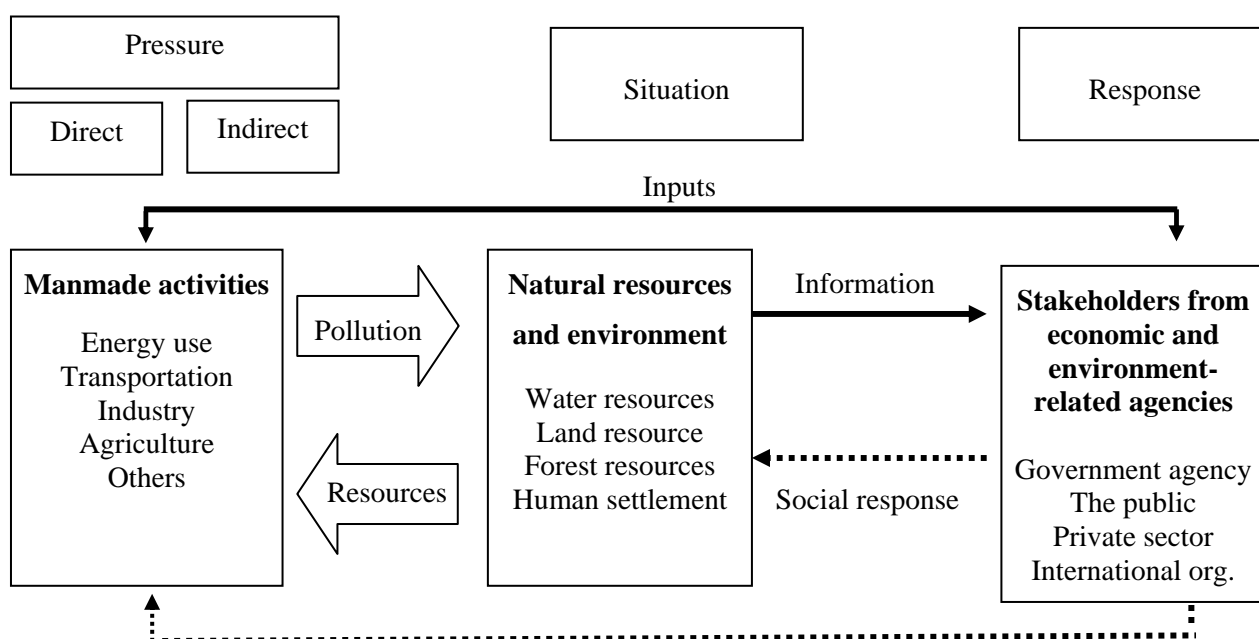 Pressure
Direct
Indirect
Situation
Response
Inputs
Manmade activities
Energy use
Transportation
Industry
Agriculture
Others
Pollution
Resources
Natural resources
and environment
Water resources
Land resource
Forest resources
Human settlement
Information
Social response
Stakeholders from
economic and
environment-
related agencies
Government agency
The public
Private sector
International org.